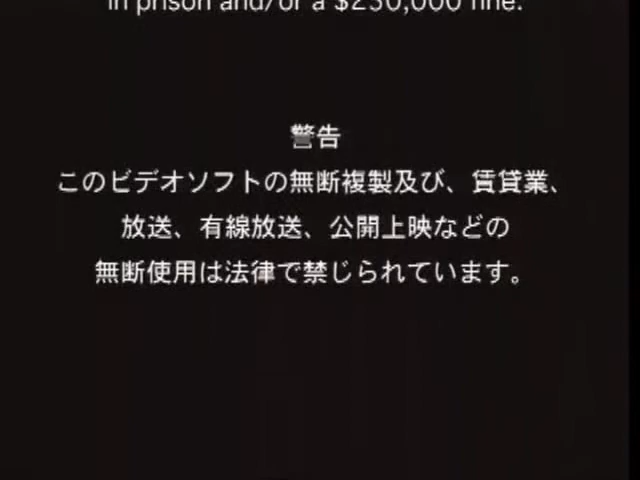 in prison and/or a $250,000 fine.
警告
このビデオソフトの無断複製及び、賃貸業、
放送、有線放送、公開上映などの
無断使用は法律で禁じられています。